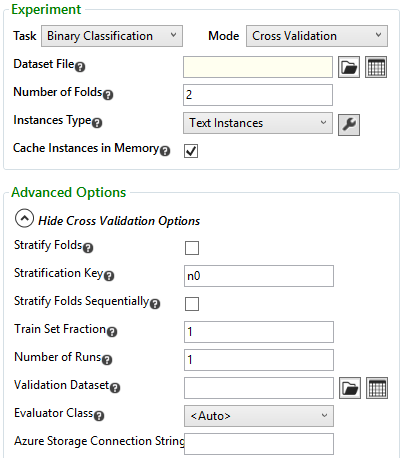 Experiment
Task Binary Classification Mode Cross Validation
Dataset File
Number of Folds 2
Instances Type Text Instances
Cache Instances in Memory
Advanced Options
Hide Cross Validation Options
Stratify Folds
Stratification Key n0
Stratify Folds Sequentially
Train Set Fraction 1
Number of Runs 1
Validation Dataset
Evaluator Class <Auto>
Azure Storage Connection String